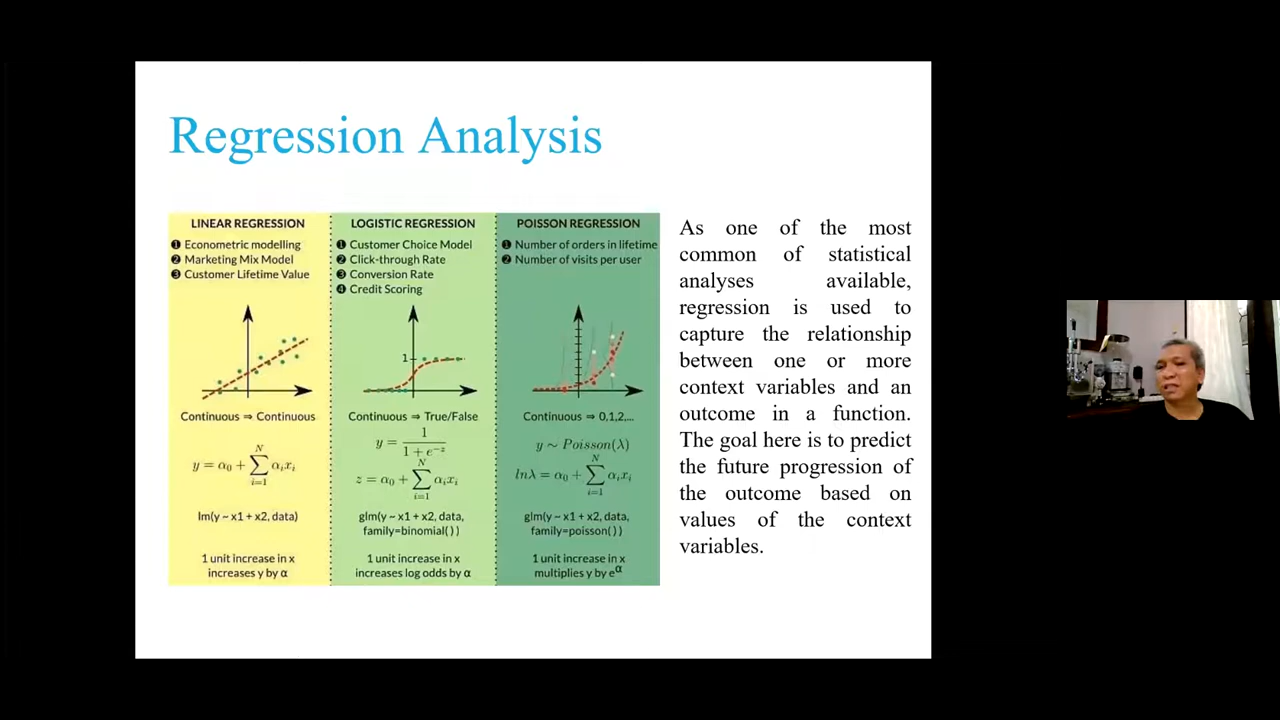 Regression Analysis
LINEAR REGRESSION
❶ Econometric modelling
❷ Marketing Mix Model
❸ Customer Lifetime Value
Continuous ⇒ Continuous
y = α₀ + ∑ᵢ₌₁ᴺ αᵢxᵢ
lm(y ~ x1 + x2, data)
1 unit increase in x
increases y by α
LOGISTIC REGRESSION
❶ Customer Choice Model
❷ Click-through Rate
❸ Conversion Rate
❹ Credit Scoring
1
Continuous ⇒ True/False
y = 1 / (1 + e⁻ᶻ)
z = α₀ + ∑ᵢ₌₁ᴺ αᵢxᵢ
glm(y ~ x1 + x2, data,
family=binomial( ) )
1 unit increase in x
increases log odds by α
POISSON REGRESSION
❶ Number of orders in lifetime
❷ Number of visits per user
Continuous ⇒ 0,1,2,...
y ~ Poisson(λ)
lnλ = α₀ + ∑ᵢ₌₁ᴺ αᵢxᵢ
glm(y ~ x1 + x2, data,
family=poisson( ) )
1 unit increase in x
multiplies y by e^α
As one of the most
common of statistical
analyses available,
regression is used to
capture the relationship
between one or more
context variables and an
outcome in a function.
The goal here is to predict
the future progression of
the outcome based on
values of the context
variables.